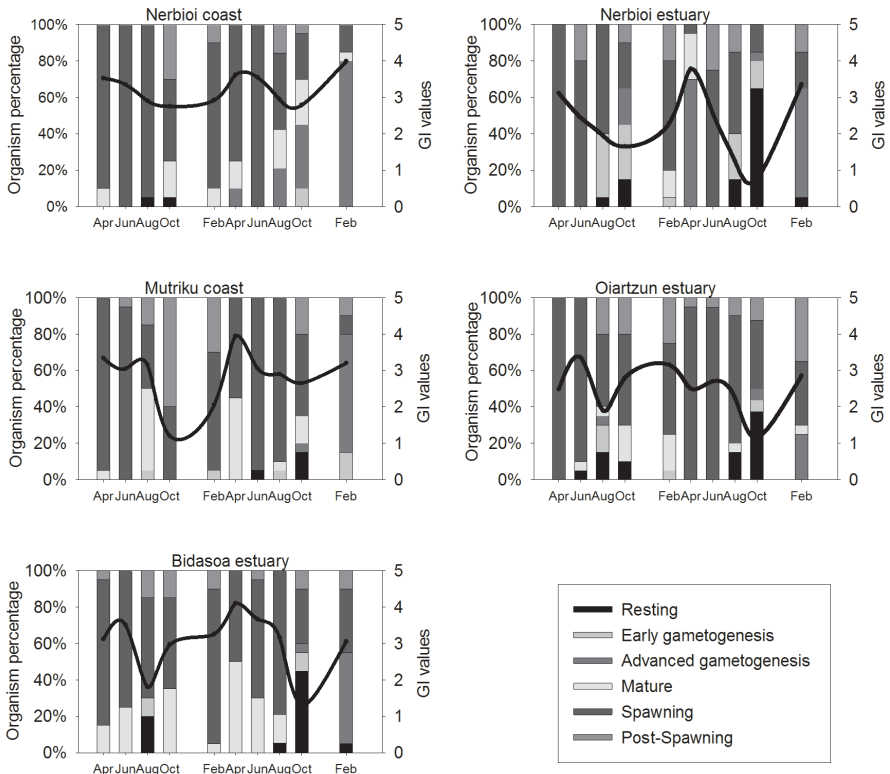 Nerbioi coast
100%
80%
60%
40%
20%
0%
Organism percentage
5
4
3
2
1
0
GI values
Apr Jun Aug Oct Feb Apr Jun Aug Oct Feb
Nerbioi estuary
100%
80%
60%
40%
20%
0%
Organism percentage
5
4
3
2
1
0
GI values
Apr Jun Aug Oct Feb Apr Jun Aug Oct Feb
Mutriku coast
100%
80%
60%
40%
20%
0%
Organism percentage
5
4
3
2
1
0
GI values
Apr Jun Aug Oct Feb Apr Jun Aug Oct Feb
Oiartzun estuary
100%
80%
60%
40%
20%
0%
Organism percentage
5
4
3
2
1
0
GI values
Apr Jun Aug Oct Feb Apr Jun Aug Oct Feb
Bidasoa estuary
100%
80%
60%
40%
20%
0%
Organism percentage
5
4
3
2
1
0
GI values
Apr Jun Aug Oct Feb Apr Jun Aug Oct Feb
Resting
Early gametogenesis
Advanced gametogenesis
Mature
Spawning
Post-Spawning